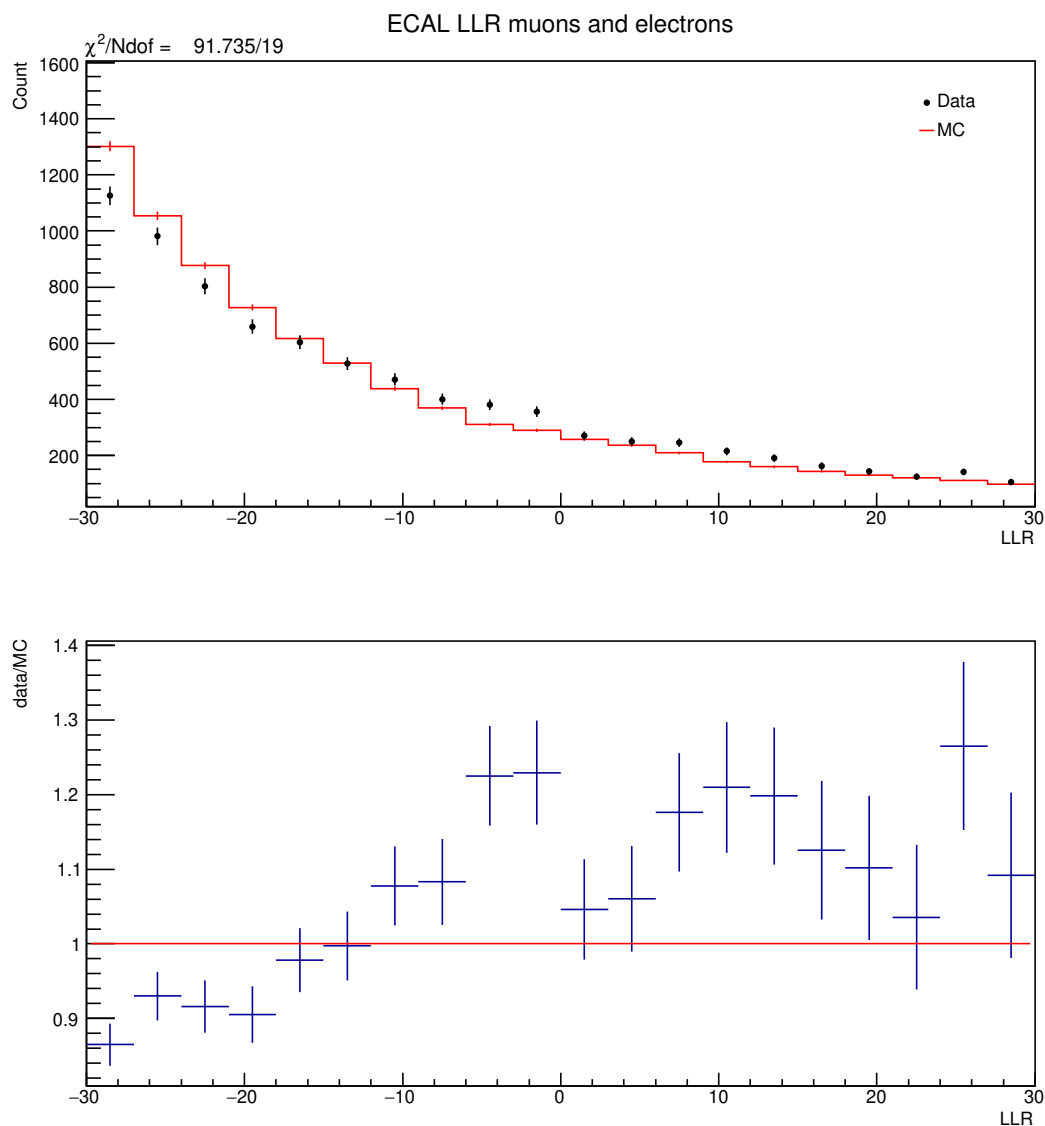 ECAL LLR muons and electrons
χ²/Ndof = 91.735/19
Count
1600
1400
1200
1000
800
600
400
200
Data
MC
−30 −20 −10 0 10 20 30
LLR
data/MC
1.4
1.3
1.2
1.1
1
0.9
−30 −20 −10 0 10 20 30
LLR